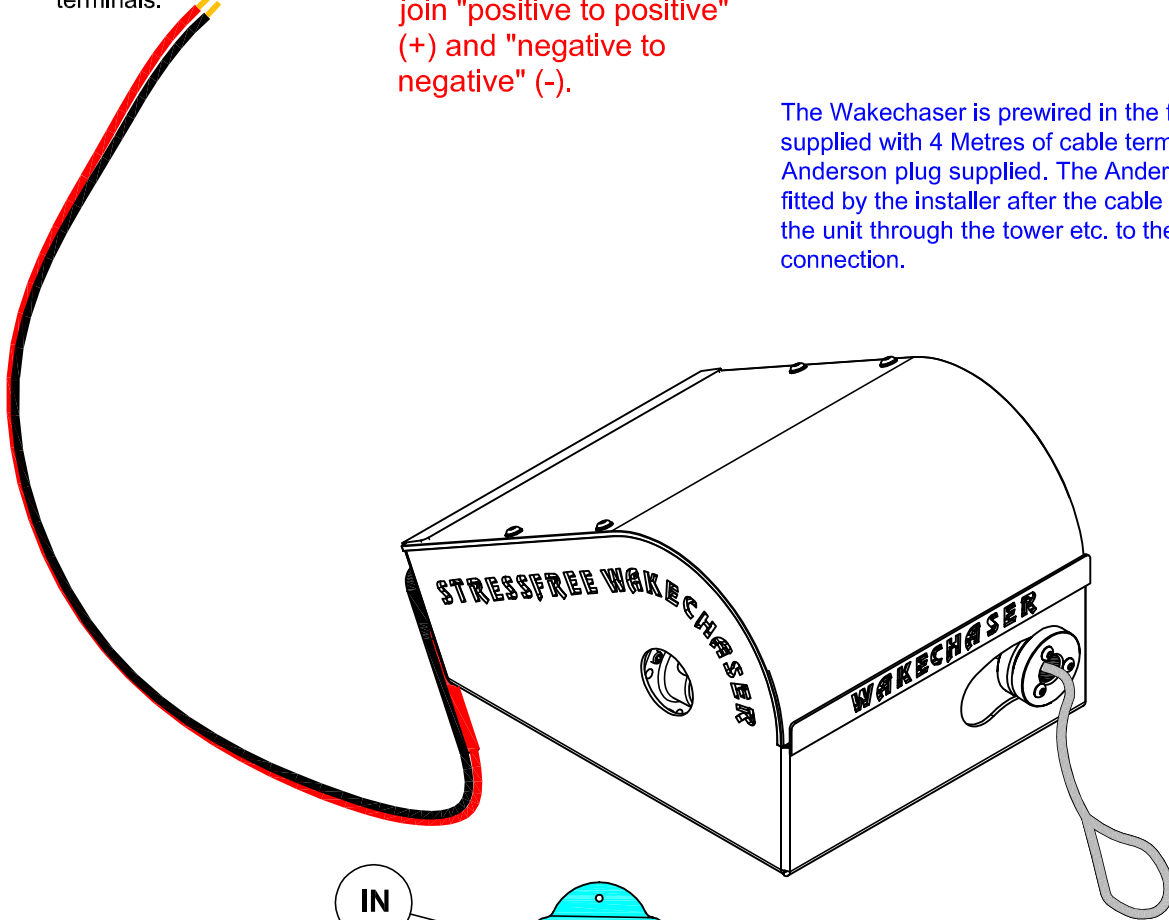 terminals.
join "positive to positive"
(+) and "negative to
negative" (-).
The Wakechaser is prewired in the
supplied with 4 Metres of cable
Anderson plug supplied. The
fitted by the installer after the cable
the unit through the tower etc. to
connection.
STRESSFREE WAKECHASER
WAKECHASER
IN